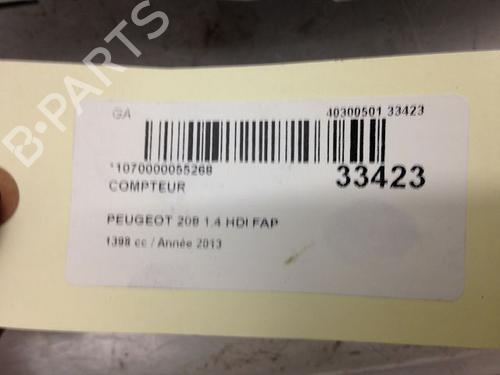 B-PARTS
GA 40300501 33423
*1070000055268 33423
COMPTEUR
PEUGEOT 208 1.4 HDI FAP
1398 cc / Année 2013